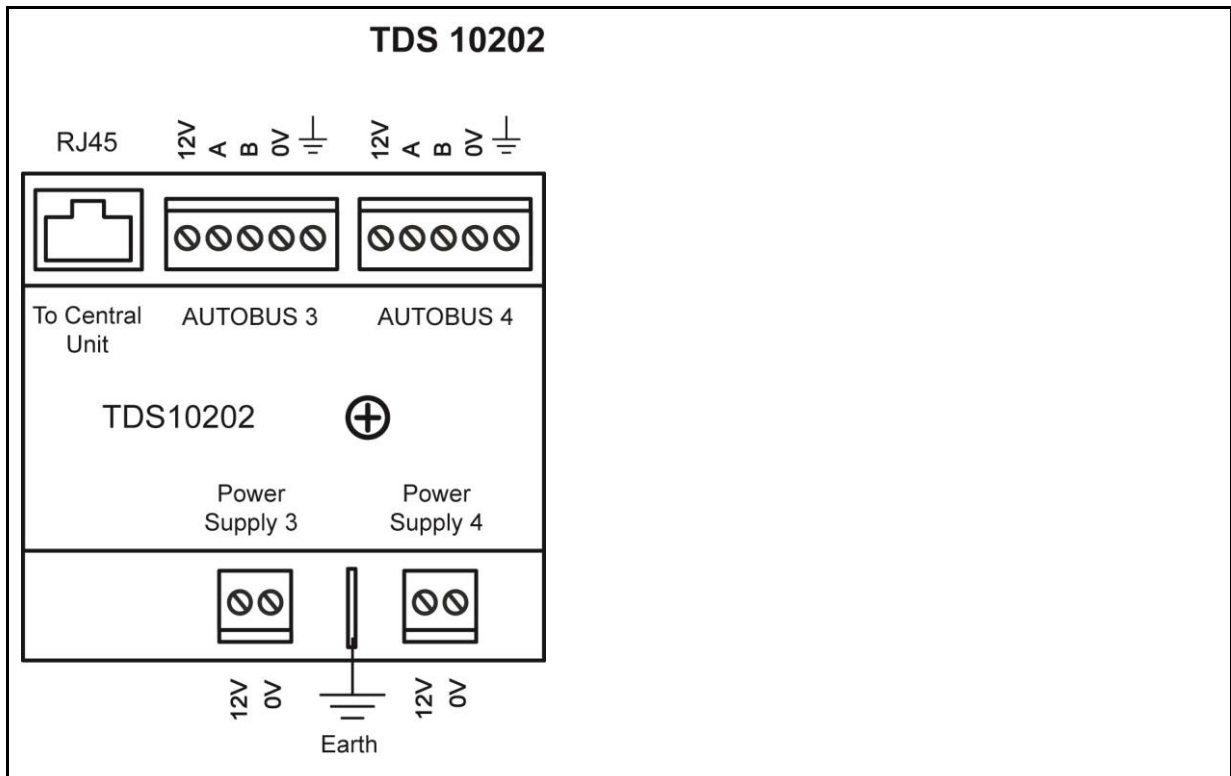 TDS 10202
RJ45
12V A B 0V
12V A B 0V
To Central
Unit
AUTOBUS 3
AUTOBUS 4
TDS10202
Power
Supply 3
Power
Supply 4
12V 0V
12V 0V
Earth